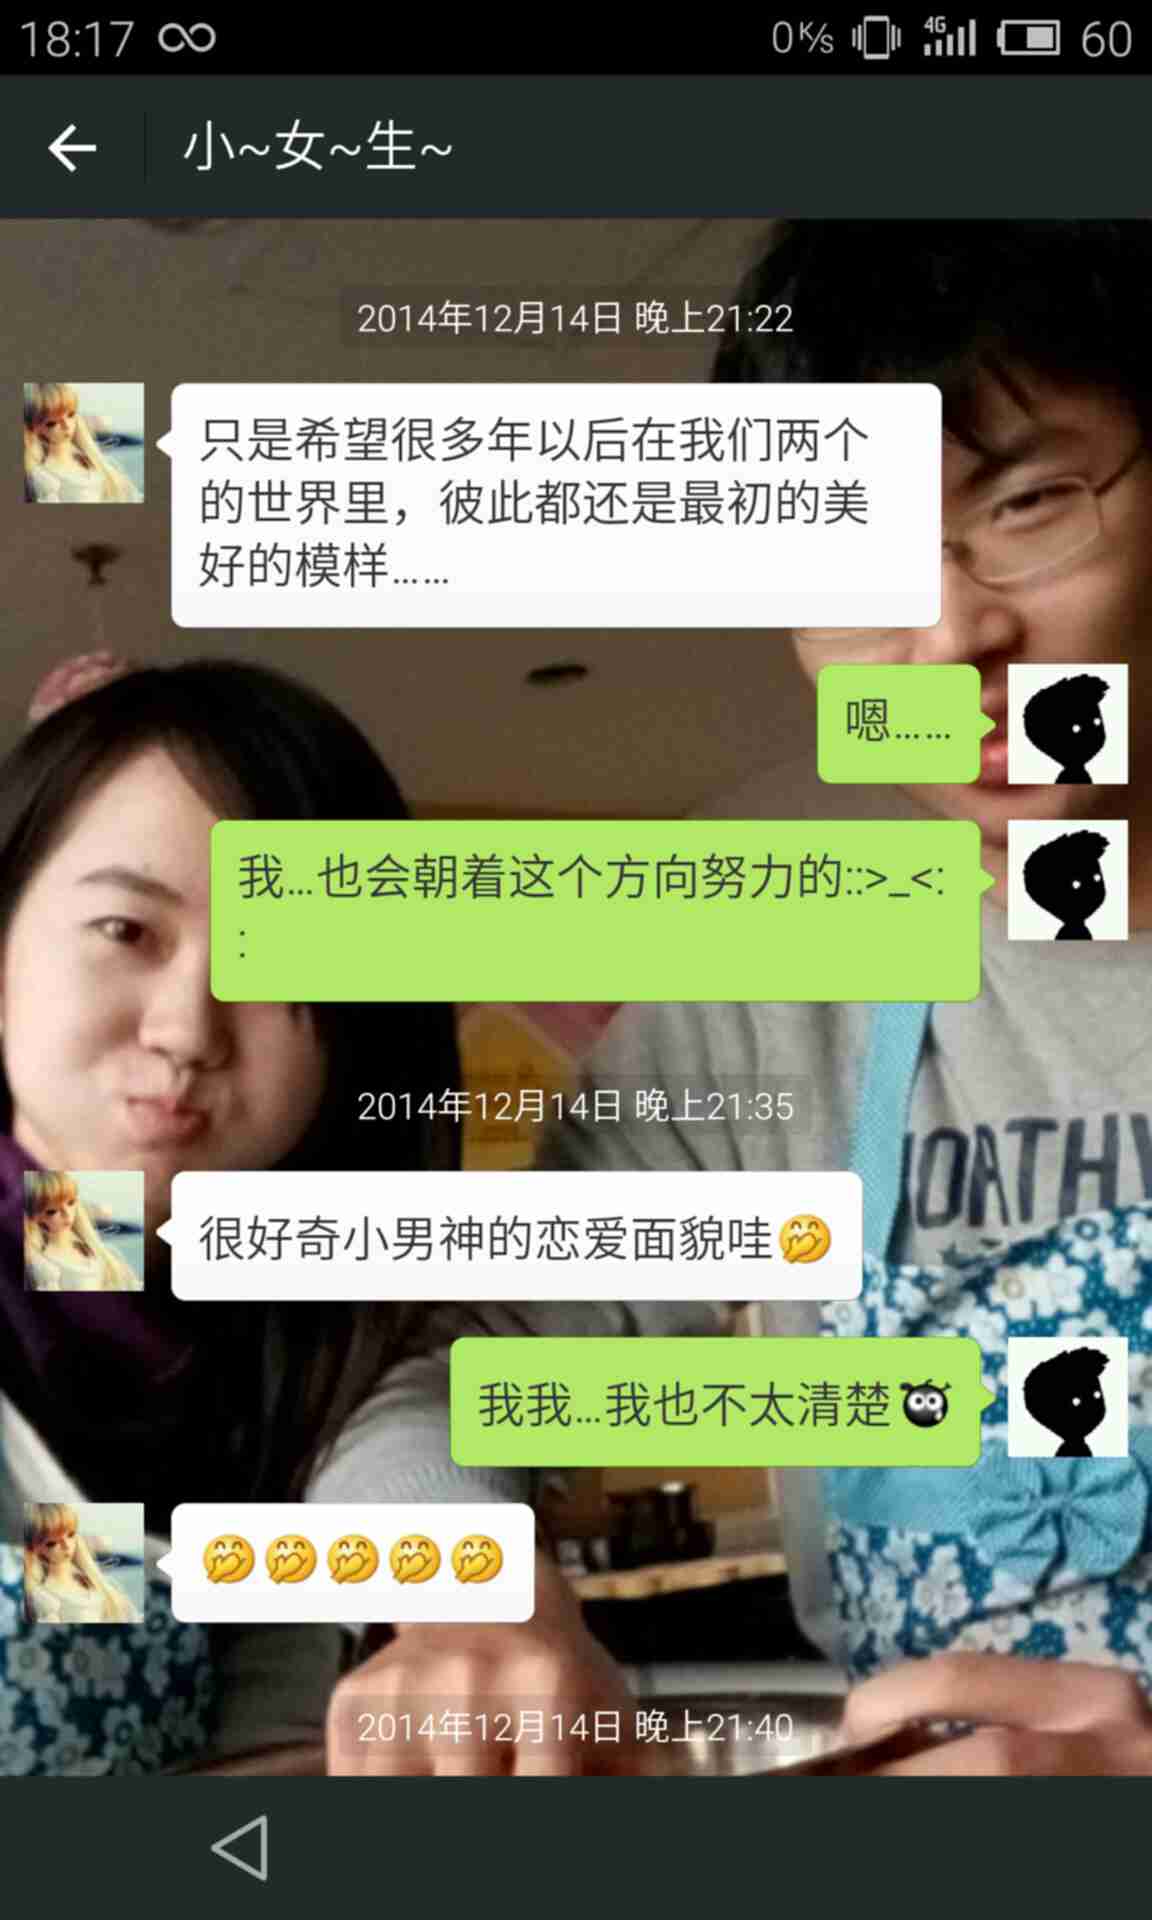 18:17 0K/s 4G 60
小~女~生~
2014年12月14日 晚上21:22
只是希望很多年以后在我们两个
的世界里，彼此都还是最初的美
好的模样……
嗯……
我…也会朝着这个方向努力的::>_<:
:
OATHY
2014年12月14日 晚上21:35
很好奇小男神的恋爱面貌哇
我我…我也不太清楚
2014年12月14日 晚上21:40